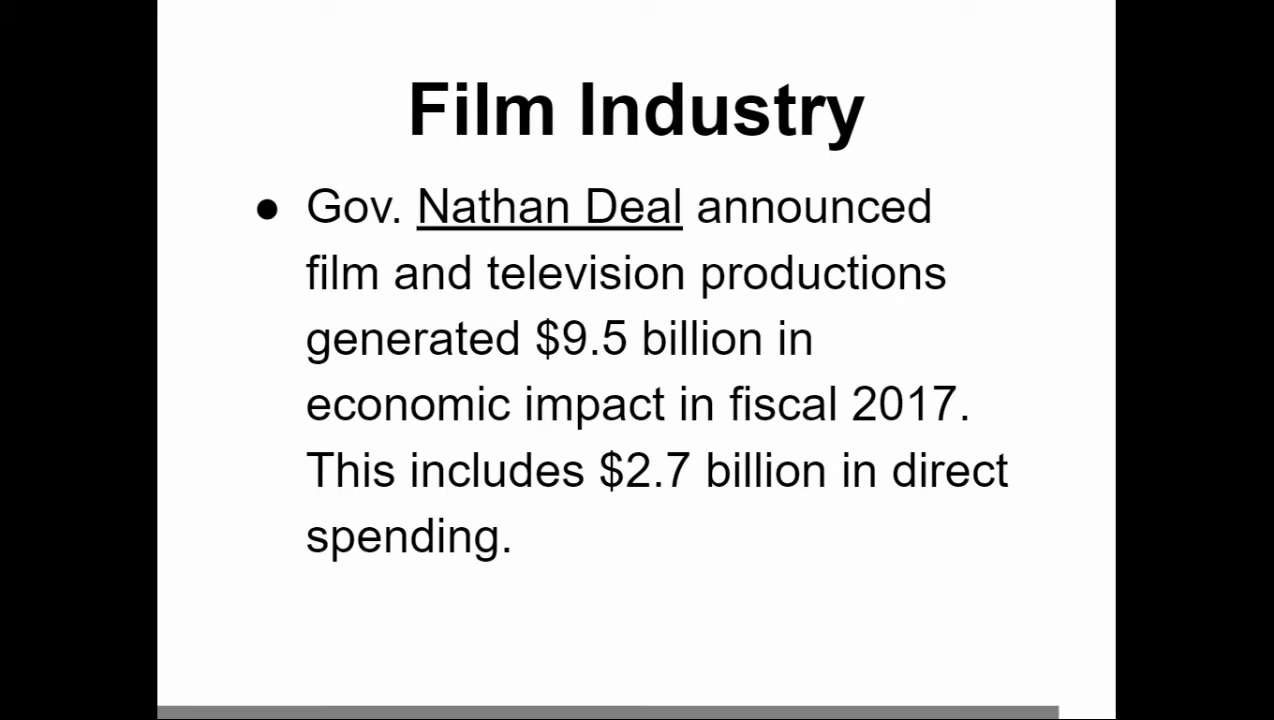 Film Industry
● Gov. Nathan Deal announced
film and television productions
generated $9.5 billion in
economic impact in fiscal 2017.
This includes $2.7 billion in direct
spending.